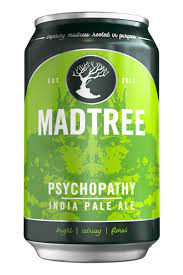 inspiring madness rooted in purpose
EST. 2013
MADTREE
PSYCHOPATHY
INDIA PALE ALE
bright | citrusy | floral